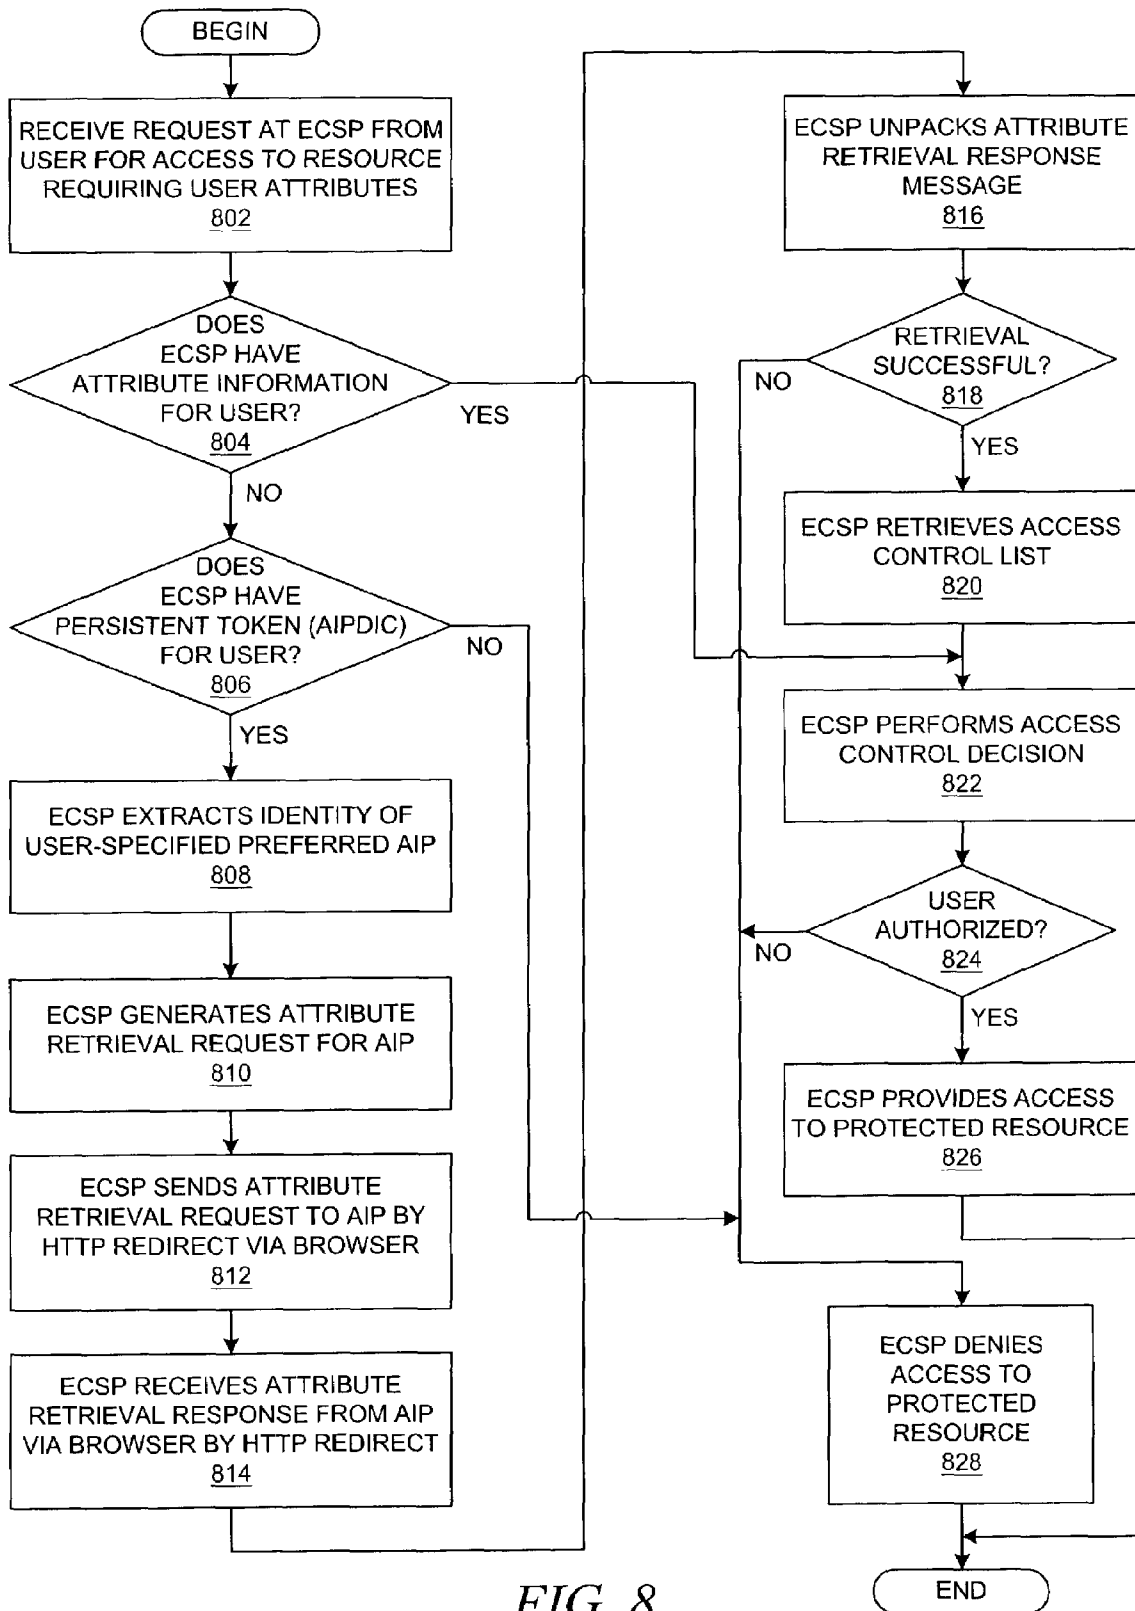 BEGIN
RECEIVE REQUEST AT ECSP FROM
USER FOR ACCESS TO RESOURCE
REQUIRING USER ATTRIBUTES
802
DOES
ECSP HAVE
ATTRIBUTE INFORMATION
FOR USER?
804
YES
NO
DOES
ECSP HAVE
PERSISTENT TOKEN (AIPDIC)
FOR USER?
806
NO
YES
ECSP EXTRACTS IDENTITY OF
USER-SPECIFIED PREFERRED AIP
808
ECSP GENERATES ATTRIBUTE
RETRIEVAL REQUEST FOR AIP
810
ECSP SENDS ATTRIBUTE
RETRIEVAL REQUEST TO AIP BY
HTTP REDIRECT VIA BROWSER
812
ECSP RECEIVES ATTRIBUTE
RETRIEVAL RESPONSE FROM AIP
VIA BROWSER BY HTTP REDIRECT
814
ECSP UNPACKS ATTRIBUTE
RETRIEVAL RESPONSE
MESSAGE
816
RETRIEVAL
SUCCESSFUL?
818
NO
YES
ECSP RETRIEVES ACCESS
CONTROL LIST
820
ECSP PERFORMS ACCESS
CONTROL DECISION
822
USER
AUTHORIZED?
824
NO
YES
ECSP PROVIDES ACCESS
TO PROTECTED RESOURCE
826
ECSP DENIES
ACCESS TO
PROTECTED
RESOURCE
828
END
FIG. 8